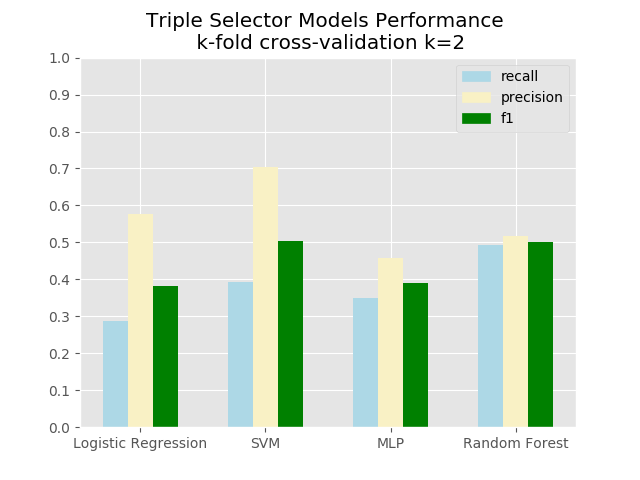 Triple Selector Models Performance
k-fold cross-validation k=2
1.0
0.9
0.8
0.7
0.6
0.5
0.4
0.3
0.2
0.1
0.0
recall
precision
f1
Logistic Regression
SVM
MLP
Random Forest